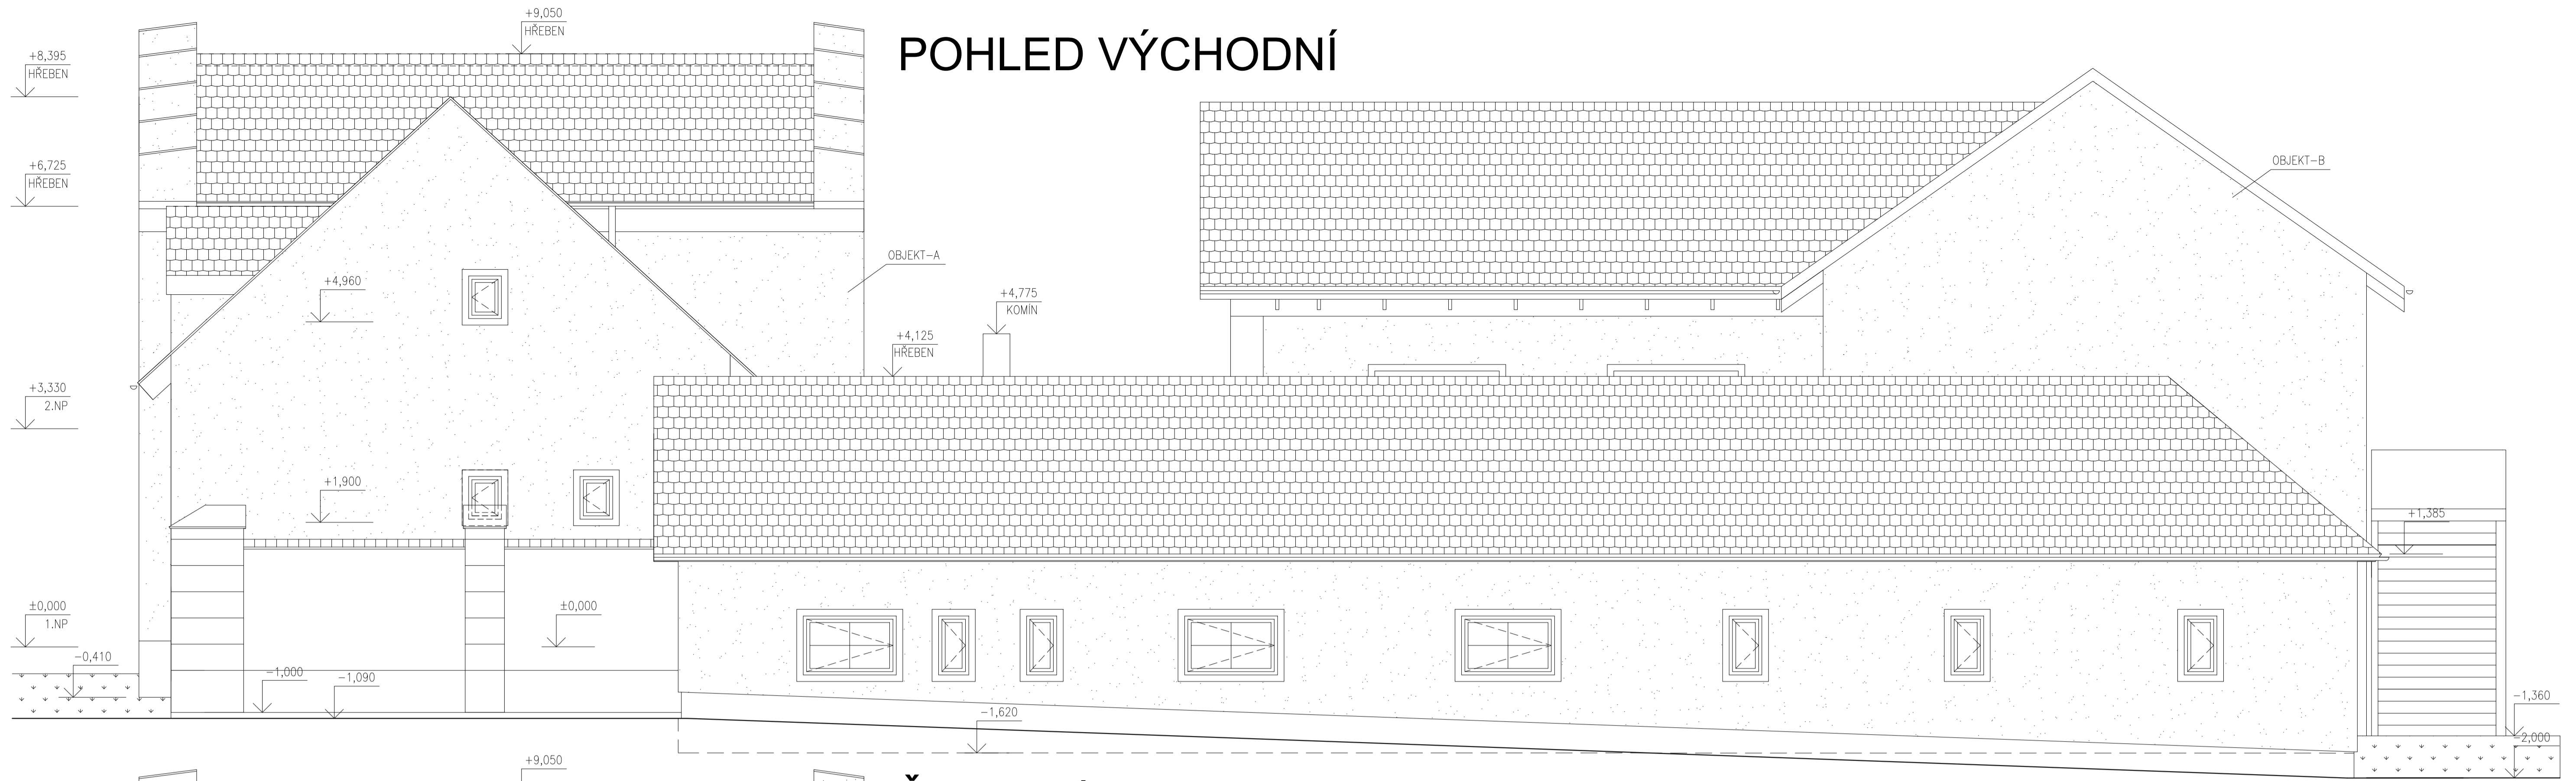 POHLED VÝCHODNÍ
+9,050
HŘEBEN
+8,395
HŘEBEN
+6,725
HŘEBEN
OBJEKT-B
OBJEKT-A
+4,960
+4,775
KOMÍN
+4,125
HŘEBEN
+3,330
2.NP
+1,900
+1,385
±0,000
1.NP
±0,000
-0,410
-1,000
-1,090
-1,620
-1,360
-2,000
+9,050